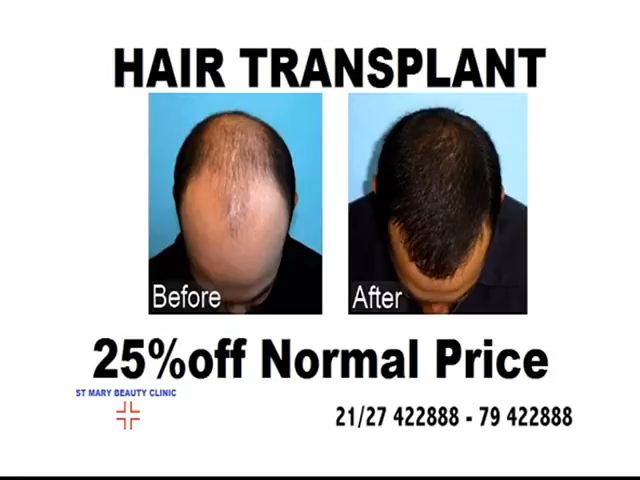 HAIR TRANSPLANT
Before
After
25%off Normal Price
ST MARY BEAUTY CLINIC
21/27 422888 - 79 422888